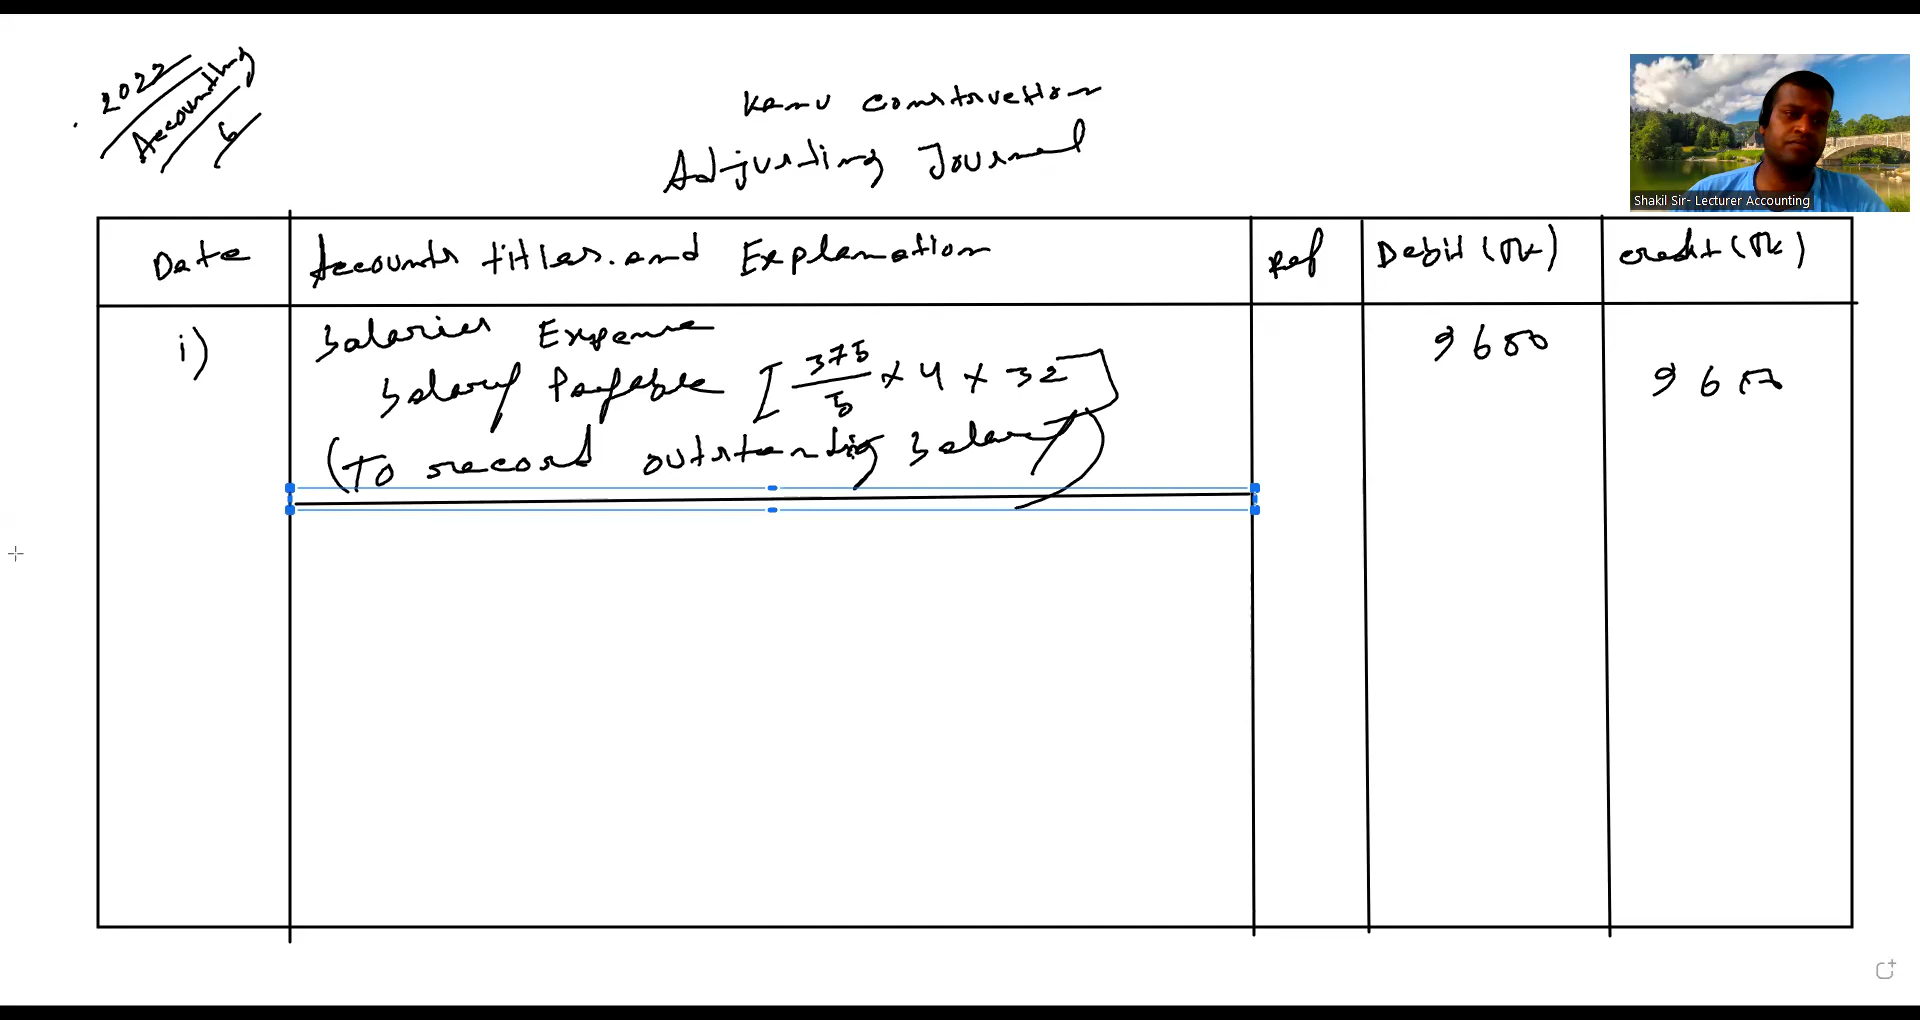 2022
Accounting
6
Kanu Construction
Adjusting Journal
Shakil Sir- Lecturer Accounting
Date Accounts titles and Explanation Ref Debit (TK) credit (TK)
i) Salaries Expense 9600
Salary Payable [375/5 × 4 × 32] 9600
(To record outstanding salary)